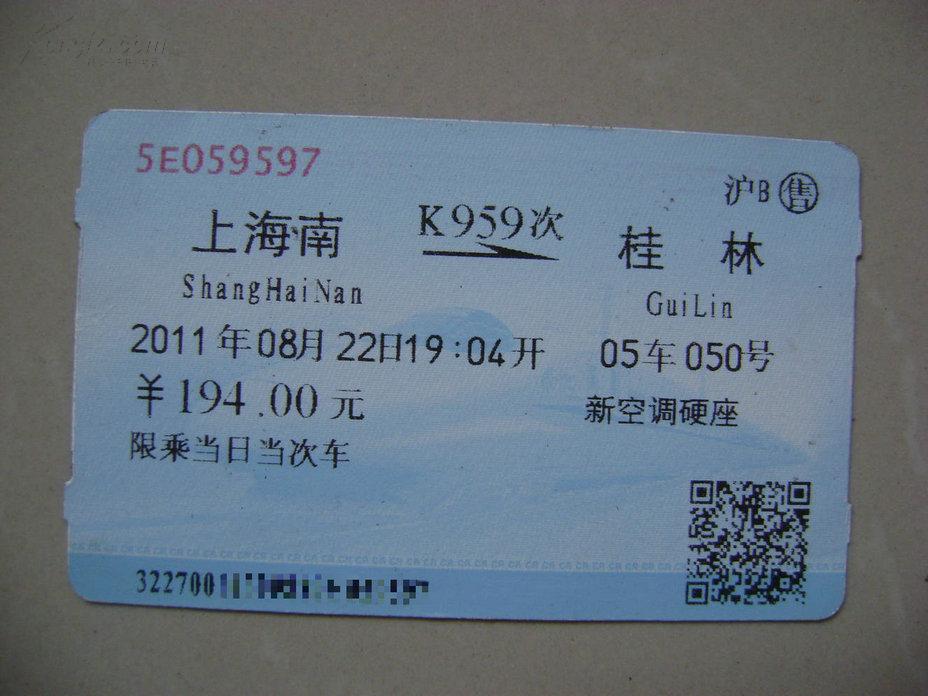 5E059597
沪B 售
上海南 K959次 桂 林
ShangHaiNan GuiLin
2011年08月22日19:04开 05车050号
￥194.00元 新空调硬座
限乘当日当次车
322700